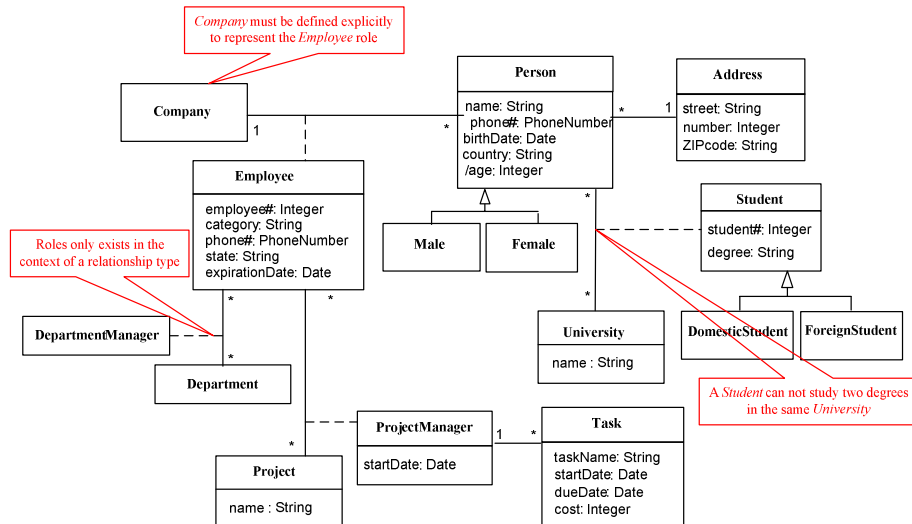 Company must be defined explicitly
to represent the Employee role
Person
name: String
phone#: PhoneNumber
birthDate: Date
country: String
/age: Integer
Address
street: String
number: Integer
ZIPcode: String
Company
1
*
*
1
Employee
employee#: Integer
category: String
phone#: PhoneNumber
state: String
expirationDate: Date
Male
Female
*
Student
student#: Integer
degree: String
Roles only exists in the
context of a relationship type
*
*
*
University
name : String
DomesticStudent
ForeignStudent
DepartmentManager
*
Department
A Student can not study two degrees
in the same University
ProjectManager
startDate: Date
1
*
Task
taskName: String
startDate: Date
dueDate: Date
cost: Integer
*
Project
name : String